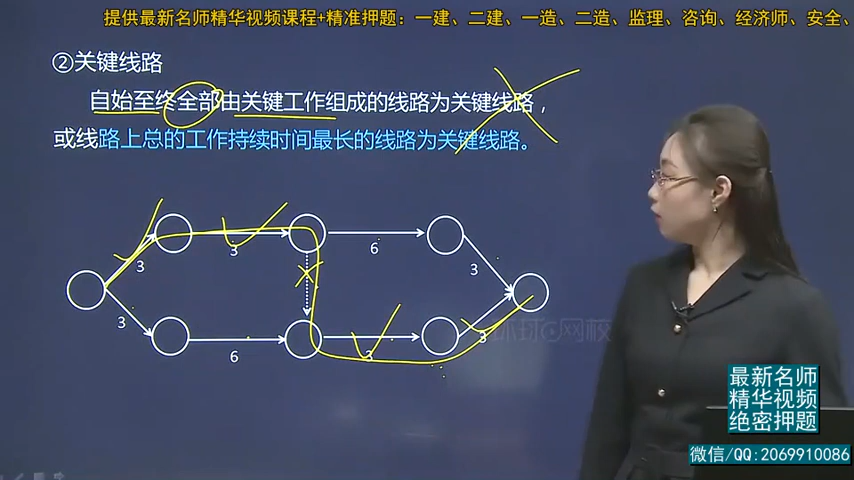 提供最新名师精华视频课程+精准押题：一建、二建、一造、二造、监理、咨询、经济师、安全、
②关键线路
自始至终全部由关键工作组成的线路为关键线路，
或线路上总的工作持续时间最长的线路为关键线路。
3
3
6
3
3
6
3
3
环球网校
最新名师
精华视频
绝密押题
微信/QQ:2069910086